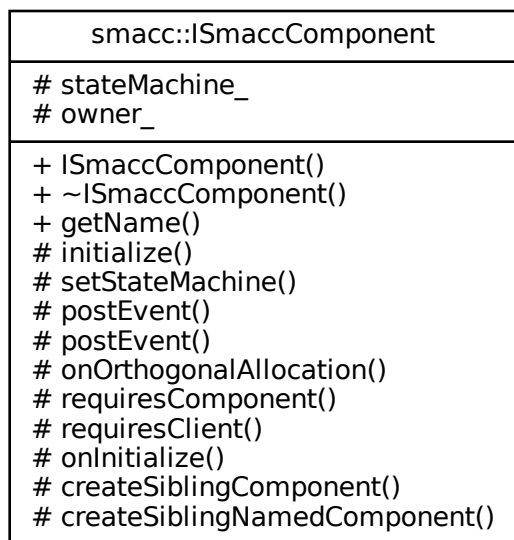 smacc::ISmaccComponent
# stateMachine_
# owner_
+ ISmaccComponent()
+ ~ISmaccComponent()
+ getName()
# initialize()
# setStateMachine()
# postEvent()
# postEvent()
# onOrthogonalAllocation()
# requiresComponent()
# requiresClient()
# onInitialize()
# createSiblingComponent()
# createSiblingNamedComponent()